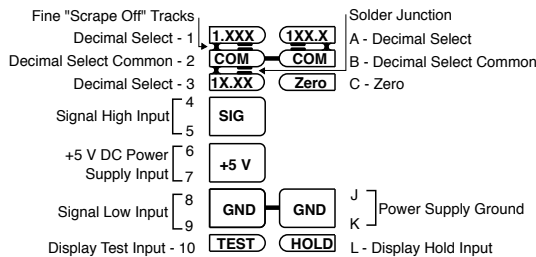 Fine "Scrape Off" Tracks
Solder Junction
Decimal Select - 1
1.XXX
1XX.X
A - Decimal Select
Decimal Select Common - 2
COM
COM
B - Decimal Select Common
Decimal Select - 3
1X.XX
Zero
C - Zero
Signal High Input
4
5
SIG
+5 V DC Power
Supply Input
6
7
+5 V
Signal Low Input
8
9
GND
GND
J
K
Power Supply Ground
Display Test Input - 10
TEST
HOLD
L - Display Hold Input